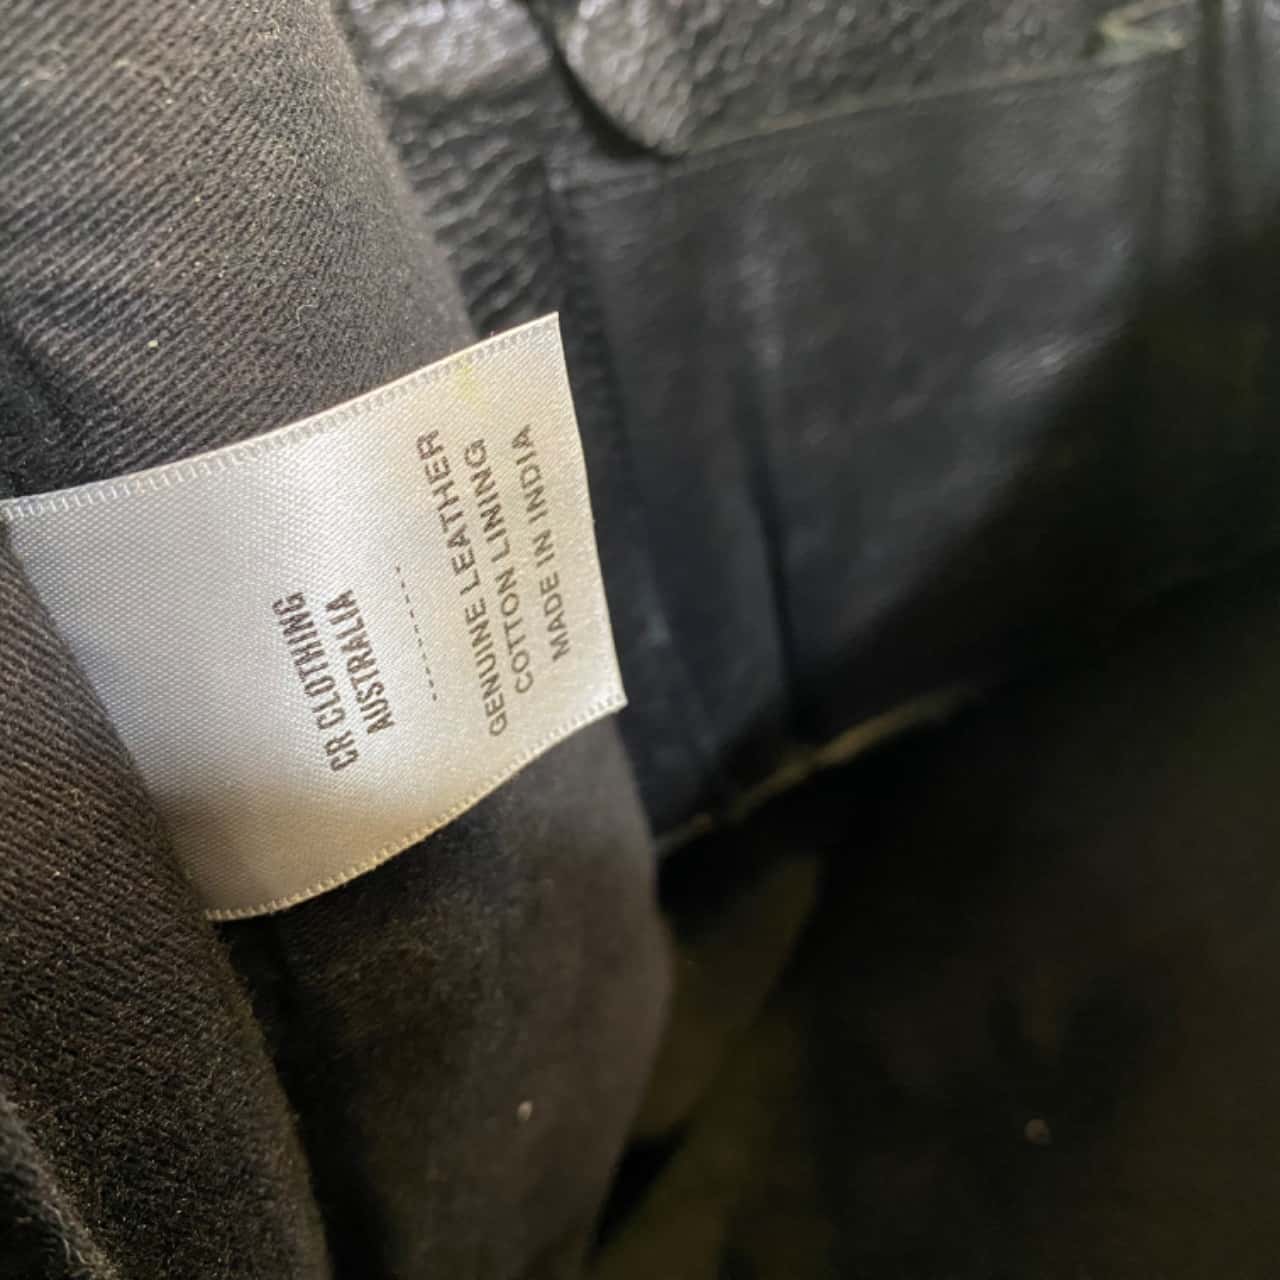 CR CLOTHING
AUSTRALIA
---------
GENUINE LEATHER
COTTON LINING
MADE IN INDIA